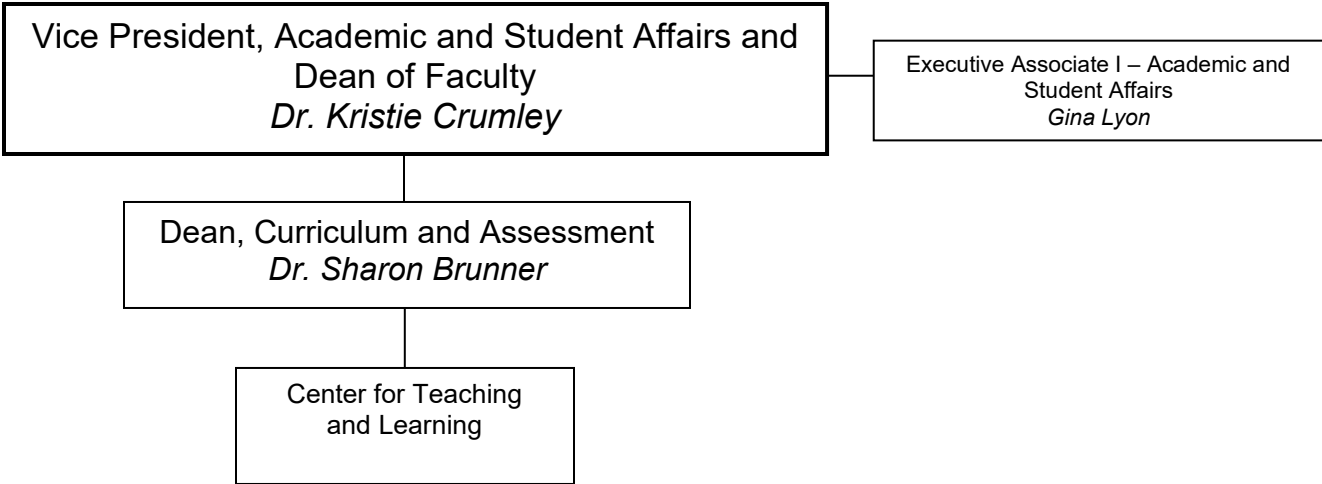 Vice President, Academic and Student Affairs and
Dean of Faculty
Dr. Kristie Crumley
Executive Associate I – Academic and
Student Affairs
Gina Lyon
Dean, Curriculum and Assessment
Dr. Sharon Brunner
Center for Teaching
and Learning